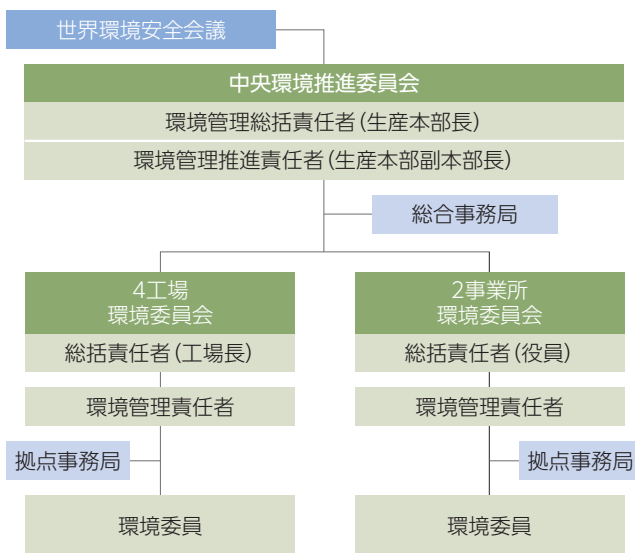 世界環境安全会議
中央環境推進委員会
環境管理総括責任者(生産本部長)
環境管理推進責任者(生産本部副本部長)
総合事務局
4工場
環境委員会
総括責任者(工場長)
環境管理責任者
拠点事務局
環境委員
2事業所
環境委員会
総括責任者(役員)
環境管理責任者
拠点事務局
環境委員